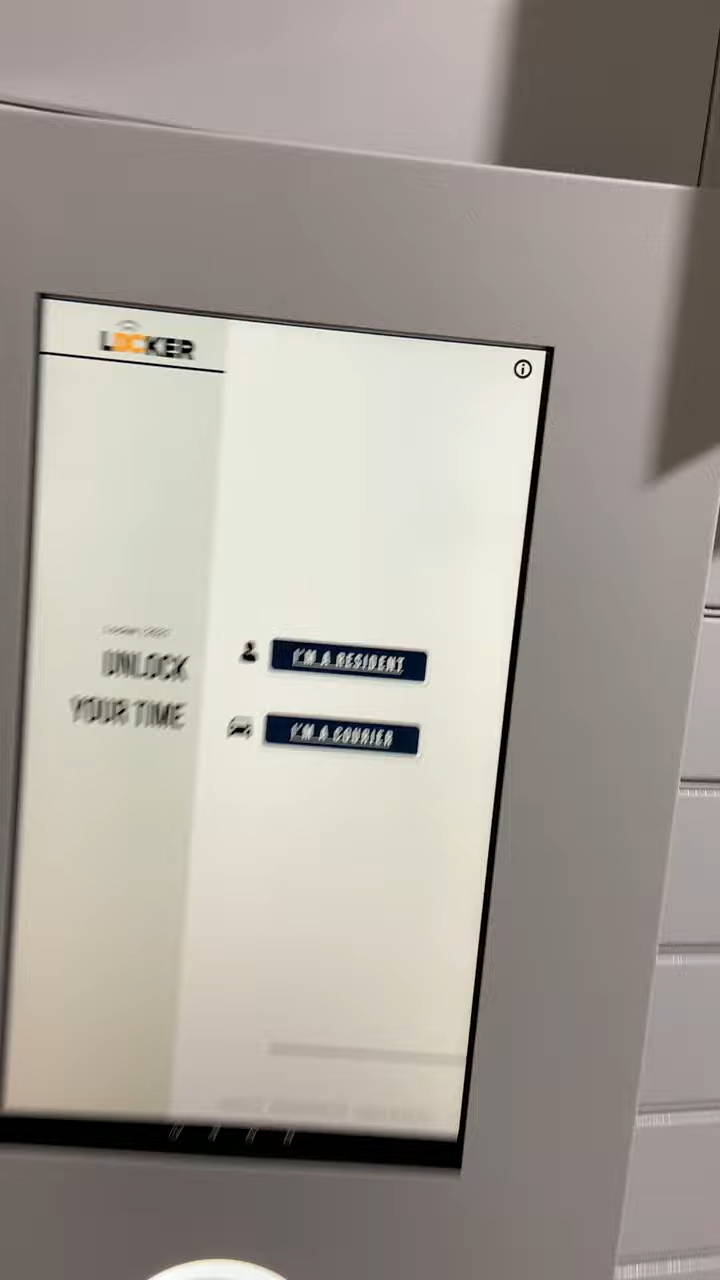 LOCKER
UNLOCK
YOUR TIME
I'M A RESIDENT
I'M A COURIER